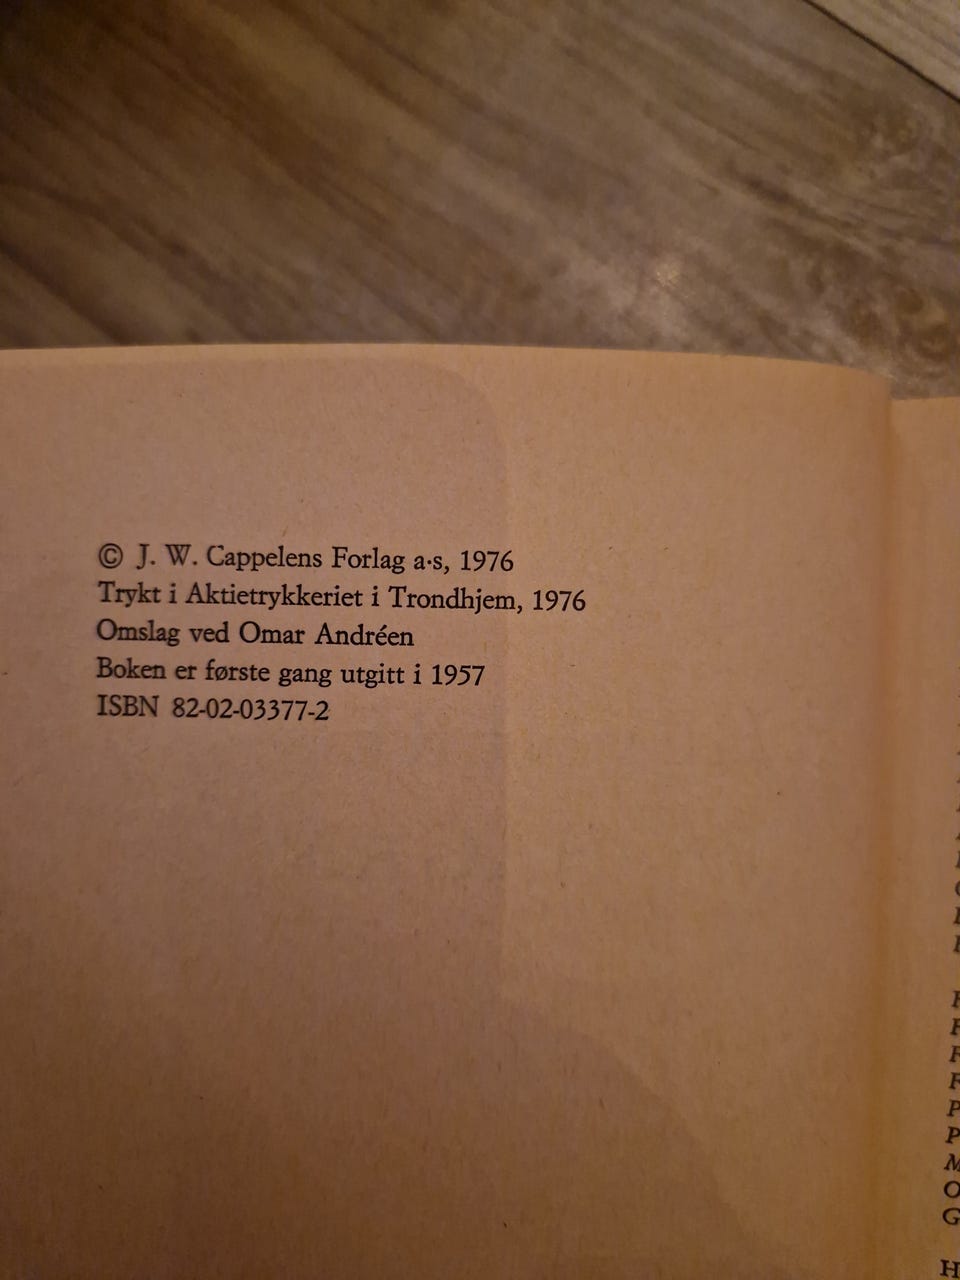 © J. W. Cappelens Forlag a·s, 1976
Trykt i Aktietrykkeriet i Trondhjem, 1976
Omslag ved Omar Andréen
Boken er første gang utgitt i 1957
ISBN 82-02-03377-2